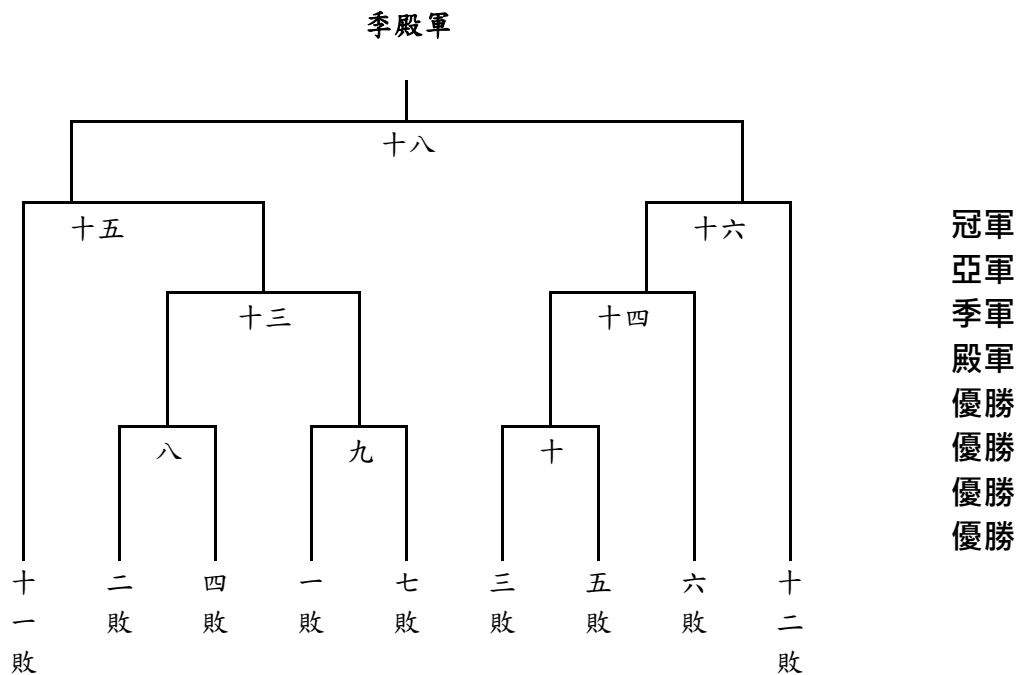 季殿軍
十八
十五
十六
十三
十四
八
九
十
十一敗
二敗
四敗
一敗
七敗
三敗
五敗
六敗
十二敗
冠軍
亞軍
季軍
殿軍
優勝
優勝
優勝
優勝